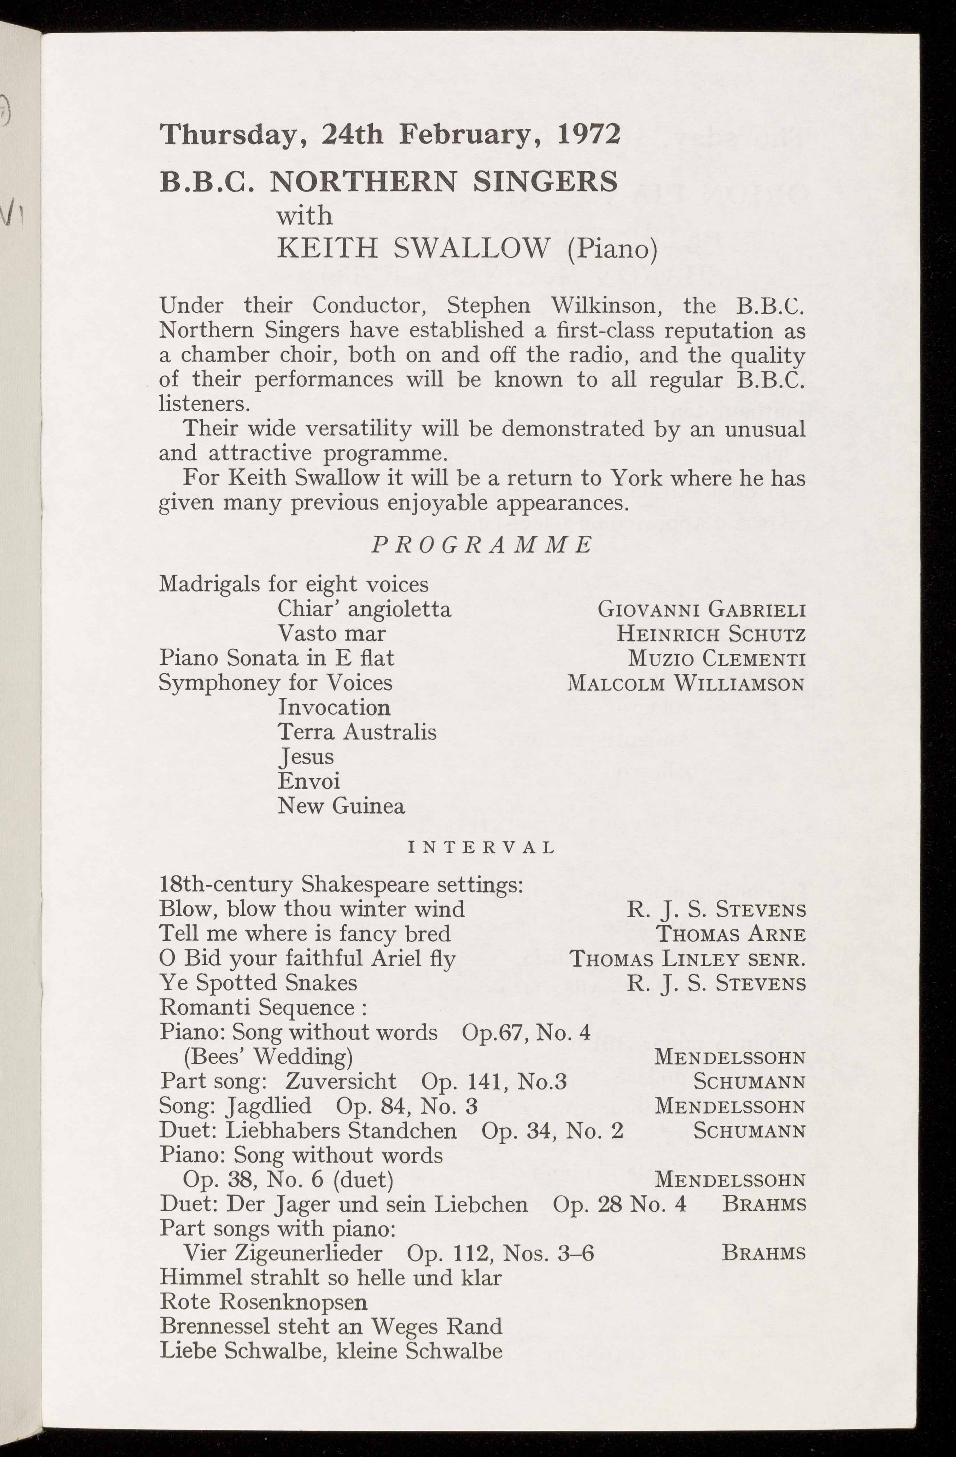 Thursday, 24th February, 1972
B.B.C. NORTHERN SINGERS
with
KEITH SWALLOW (Piano)
Under their Conductor, Stephen Wilkinson, the B.B.C.
Northern Singers have established a first-class reputation as
a chamber choir, both on and off the radio, and the quality
of their performances will be known to all regular B.B.C.
listeners.
Their wide versatility will be demonstrated by an unusual
and attractive programme.
For Keith Swallow it will be a return to York where he has
given many previous enjoyable appearances.
PROGRAMME
Madrigals for eight voices
Chiar' angioletta GIOVANNI GABRIELI
Vasto mar HEINRICH SCHUTZ
Piano Sonata in E flat MUZIO CLEMENTI
Symphoney for Voices MALCOLM WILLIAMSON
Invocation
Terra Australis
Jesus
Envoi
New Guinea
INTERVAL
18th-century Shakespeare settings:
Blow, blow thou winter wind R. J. S. STEVENS
Tell me where is fancy bred THOMAS ARNE
O Bid your faithful Ariel fly THOMAS LINLEY SENR.
Ye Spotted Snakes R. J. S. STEVENS
Romanti Sequence :
Piano: Song without words Op.67, No. 4
(Bees' Wedding) MENDELSSOHN
Part song: Zuversicht Op. 141, No.3 SCHUMANN
Song: Jagdlied Op. 84, No. 3 MENDELSSOHN
Duet: Liebhabers Standchen Op. 34, No. 2 SCHUMANN
Piano: Song without words
Op. 38, No. 6 (duet) MENDELSSOHN
Duet: Der Jager und sein Liebchen Op. 28 No. 4 BRAHMS
Part songs with piano:
Vier Zigeunerlieder Op. 112, Nos. 3–6 BRAHMS
Himmel strahlt so helle und klar
Rote Rosenknopsen
Brennessel steht an Weges Rand
Liebe Schwalbe, kleine Schwalbe